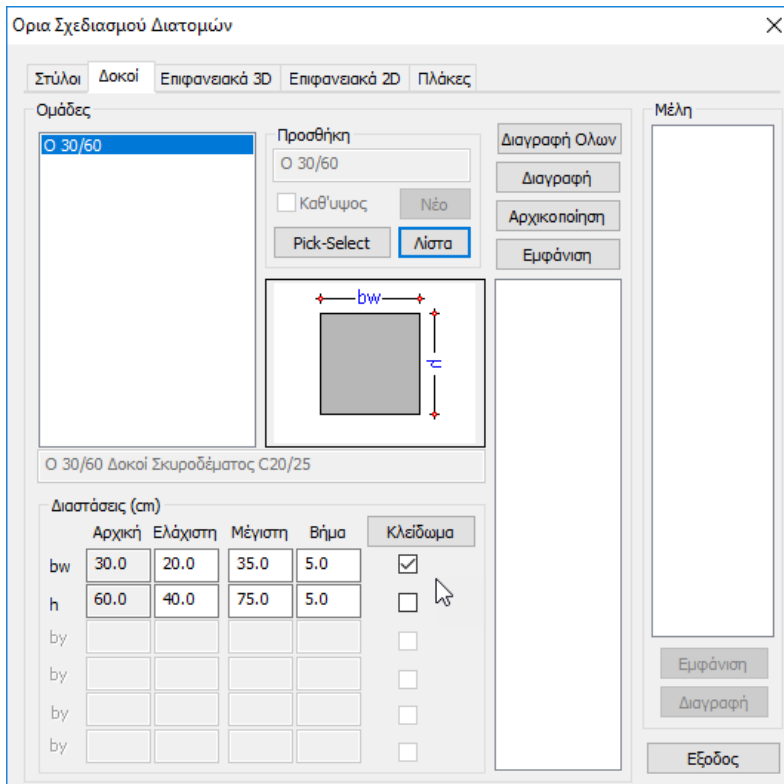 Ορια Σχεδιασμού Διατομών
Στύλοι Δοκοί Επιφανειακά 3D Επιφανειακά 2D Πλάκες
Ομάδες
Ο 30/60
Προσθήκη
Ο 30/60
Καθ'υψος Νέο
Pick-Select Λίστα
Διαγραφή Ολων
Διαγραφή
Αρχικοποίηση
Εμφάνιση
bw
h
Ο 30/60 Δοκοί Σκυροδέματος C20/25
Διαστάσεις (cm)
Αρχική Ελάχιστη Μέγιστη Βήμα Κλείδωμα
bw 30.0 20.0 35.0 5.0
h 60.0 40.0 75.0 5.0
by
by
by
by
Μέλη
Εμφάνιση
Διαγραφή
Εξοδος